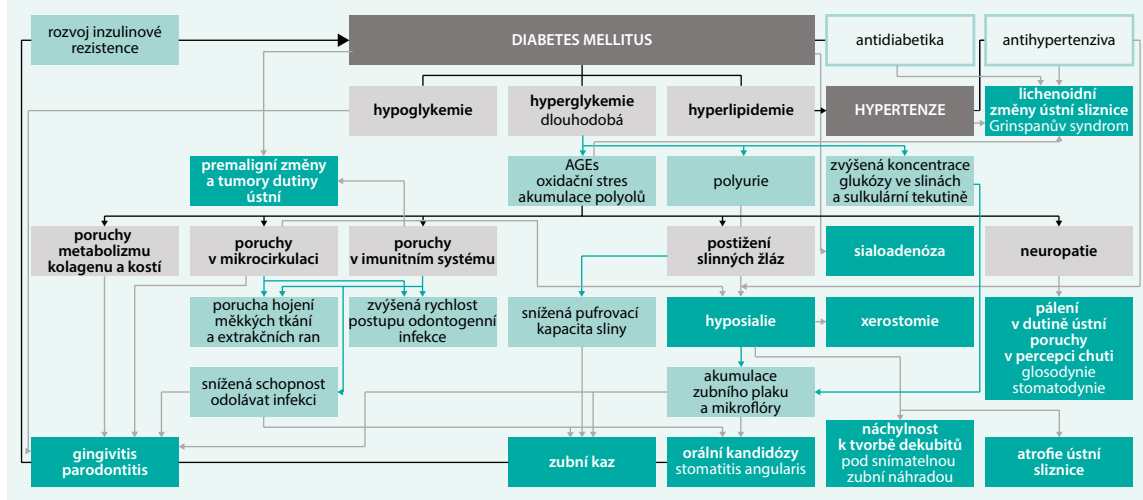 rozvoj inzulinové
rezistence
DIABETES MELLITUS
antidiabetika
antihypertenziva
hypoglykemie
hyperglykemie
dlouhodobá
hyperlipidemie
HYPERTENZE
lichenoidní
změny ústní sliznice
Grinspanův syndrom
premaligní změny
a tumory dutiny
ústní
AGEs
oxidační stres
akumulace polyolů
polyurie
zvýšená koncentrace
glukózy ve slinách
a sulkulární tekutině
poruchy
metabolizmu
kolagenu a kostí
poruchy
v mikrocirkulaci
poruchy
v imunitním systému
postižení
slinných žláz
sialoadenóza
neuropatie
porucha hojení
měkkých tkání
a extrakčních ran
zvýšená rychlost
postupu odontogenní
infekce
snížená pufrovací
kapacita sliny
hyposialie
xerostomie
pálení
v dutině ústní
poruchy
v percepci chuti
glosodynie
stomatodynie
snížená schopnost
odolávat infekci
akumulace
zubního plaku
a mikroflóry
gingivitis
parodontitis
zubní kaz
orální kandidózy
stomatitis angularis
náchylnost
k tvorbě dekubitů
pod snímatelnou
zubní náhradou
atrofie ústní
sliznice